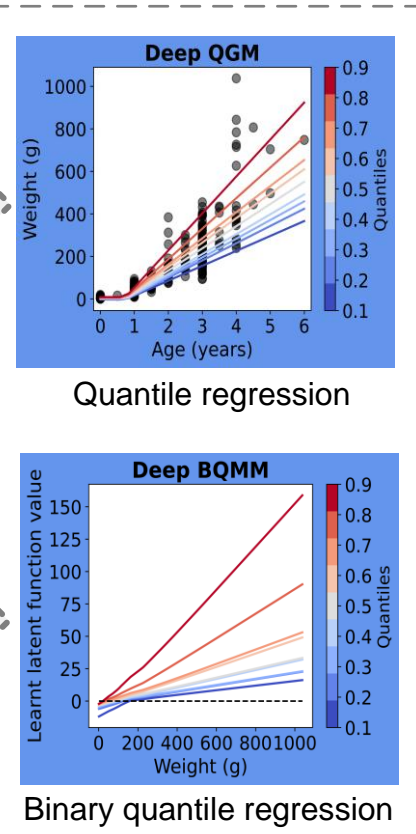 Deep QGM
Weight (g)
1000
800
600
400
200
0
0 1 2 3 4 5 6
Age (years)
0.9
0.8
0.7
0.6
0.5
0.4
0.3
0.2
0.1
Quantiles
Quantile regression
Deep BQMM
Learnt latent function value
150
125
100
75
50
25
0
0 200 400 600 800 1000
Weight (g)
0.9
0.8
0.7
0.6
0.5
0.4
0.3
0.2
0.1
Quantiles
Binary quantile regression